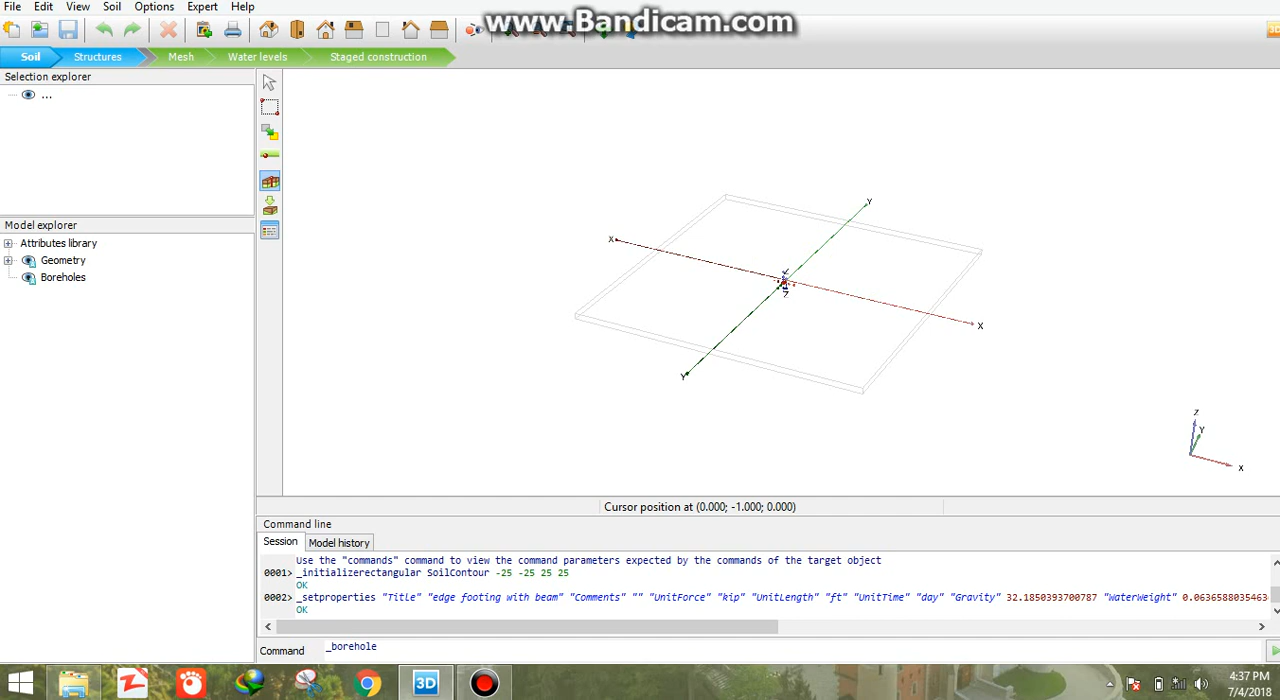 File Edit View Soil Options Expert Help
www.Bandicam.com
3D
Soil Structures Mesh Water levels Staged construction
Selection explorer
...
Model explorer
Attributes library
Geometry
Boreholes
Y
X
Z
X
Y
Z
Y
X
Cursor position at (0.000; -1.000; 0.000)
Command line
Session Model history
Use the "commands" command to view the command parameters expected by the commands of the target object
0001> _initializerectangular SoilContour -25 -25 25 25
OK
0002> _setproperties "Title" "edge footing with beam" "Comments" "" "UnitForce" "kip" "UnitLength" "ft" "UnitTime" "day" "Gravity" 32.1850393700787 "WaterWeight" 0.0636588035463
OK
Command _borehole
3D
4:37 PM
7/4/2018